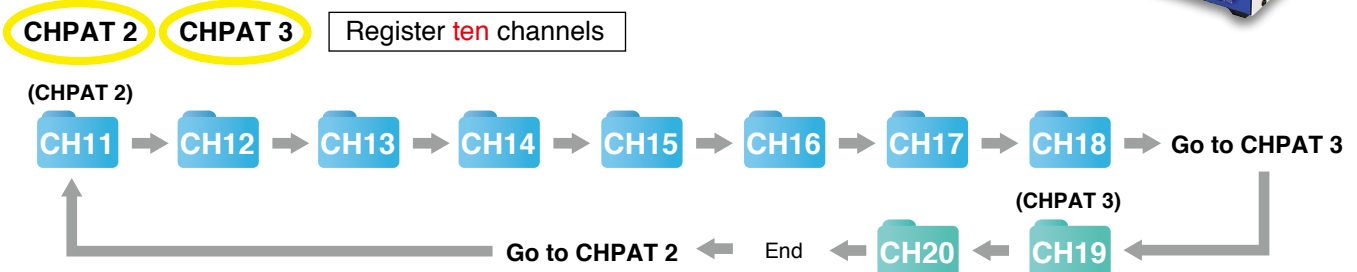 CHPAT 2 CHPAT 3 Register ten channels
(CHPAT 2)
CH11 CH12 CH13 CH14 CH15 CH16 CH17 CH18 Go to CHPAT 3
(CHPAT 3)
Go to CHPAT 2 End CH20 CH19